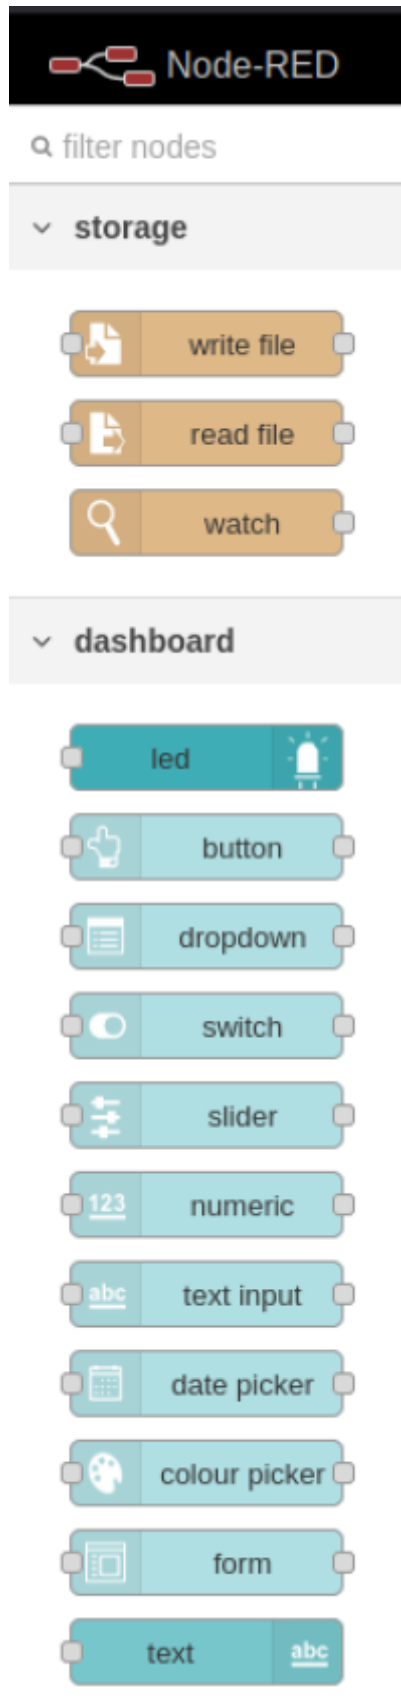 Node-RED
filter nodes
storage
write file
read file
watch
dashboard
led
button
dropdown
switch
slider
123 numeric
abc text input
date picker
colour picker
form
text abc